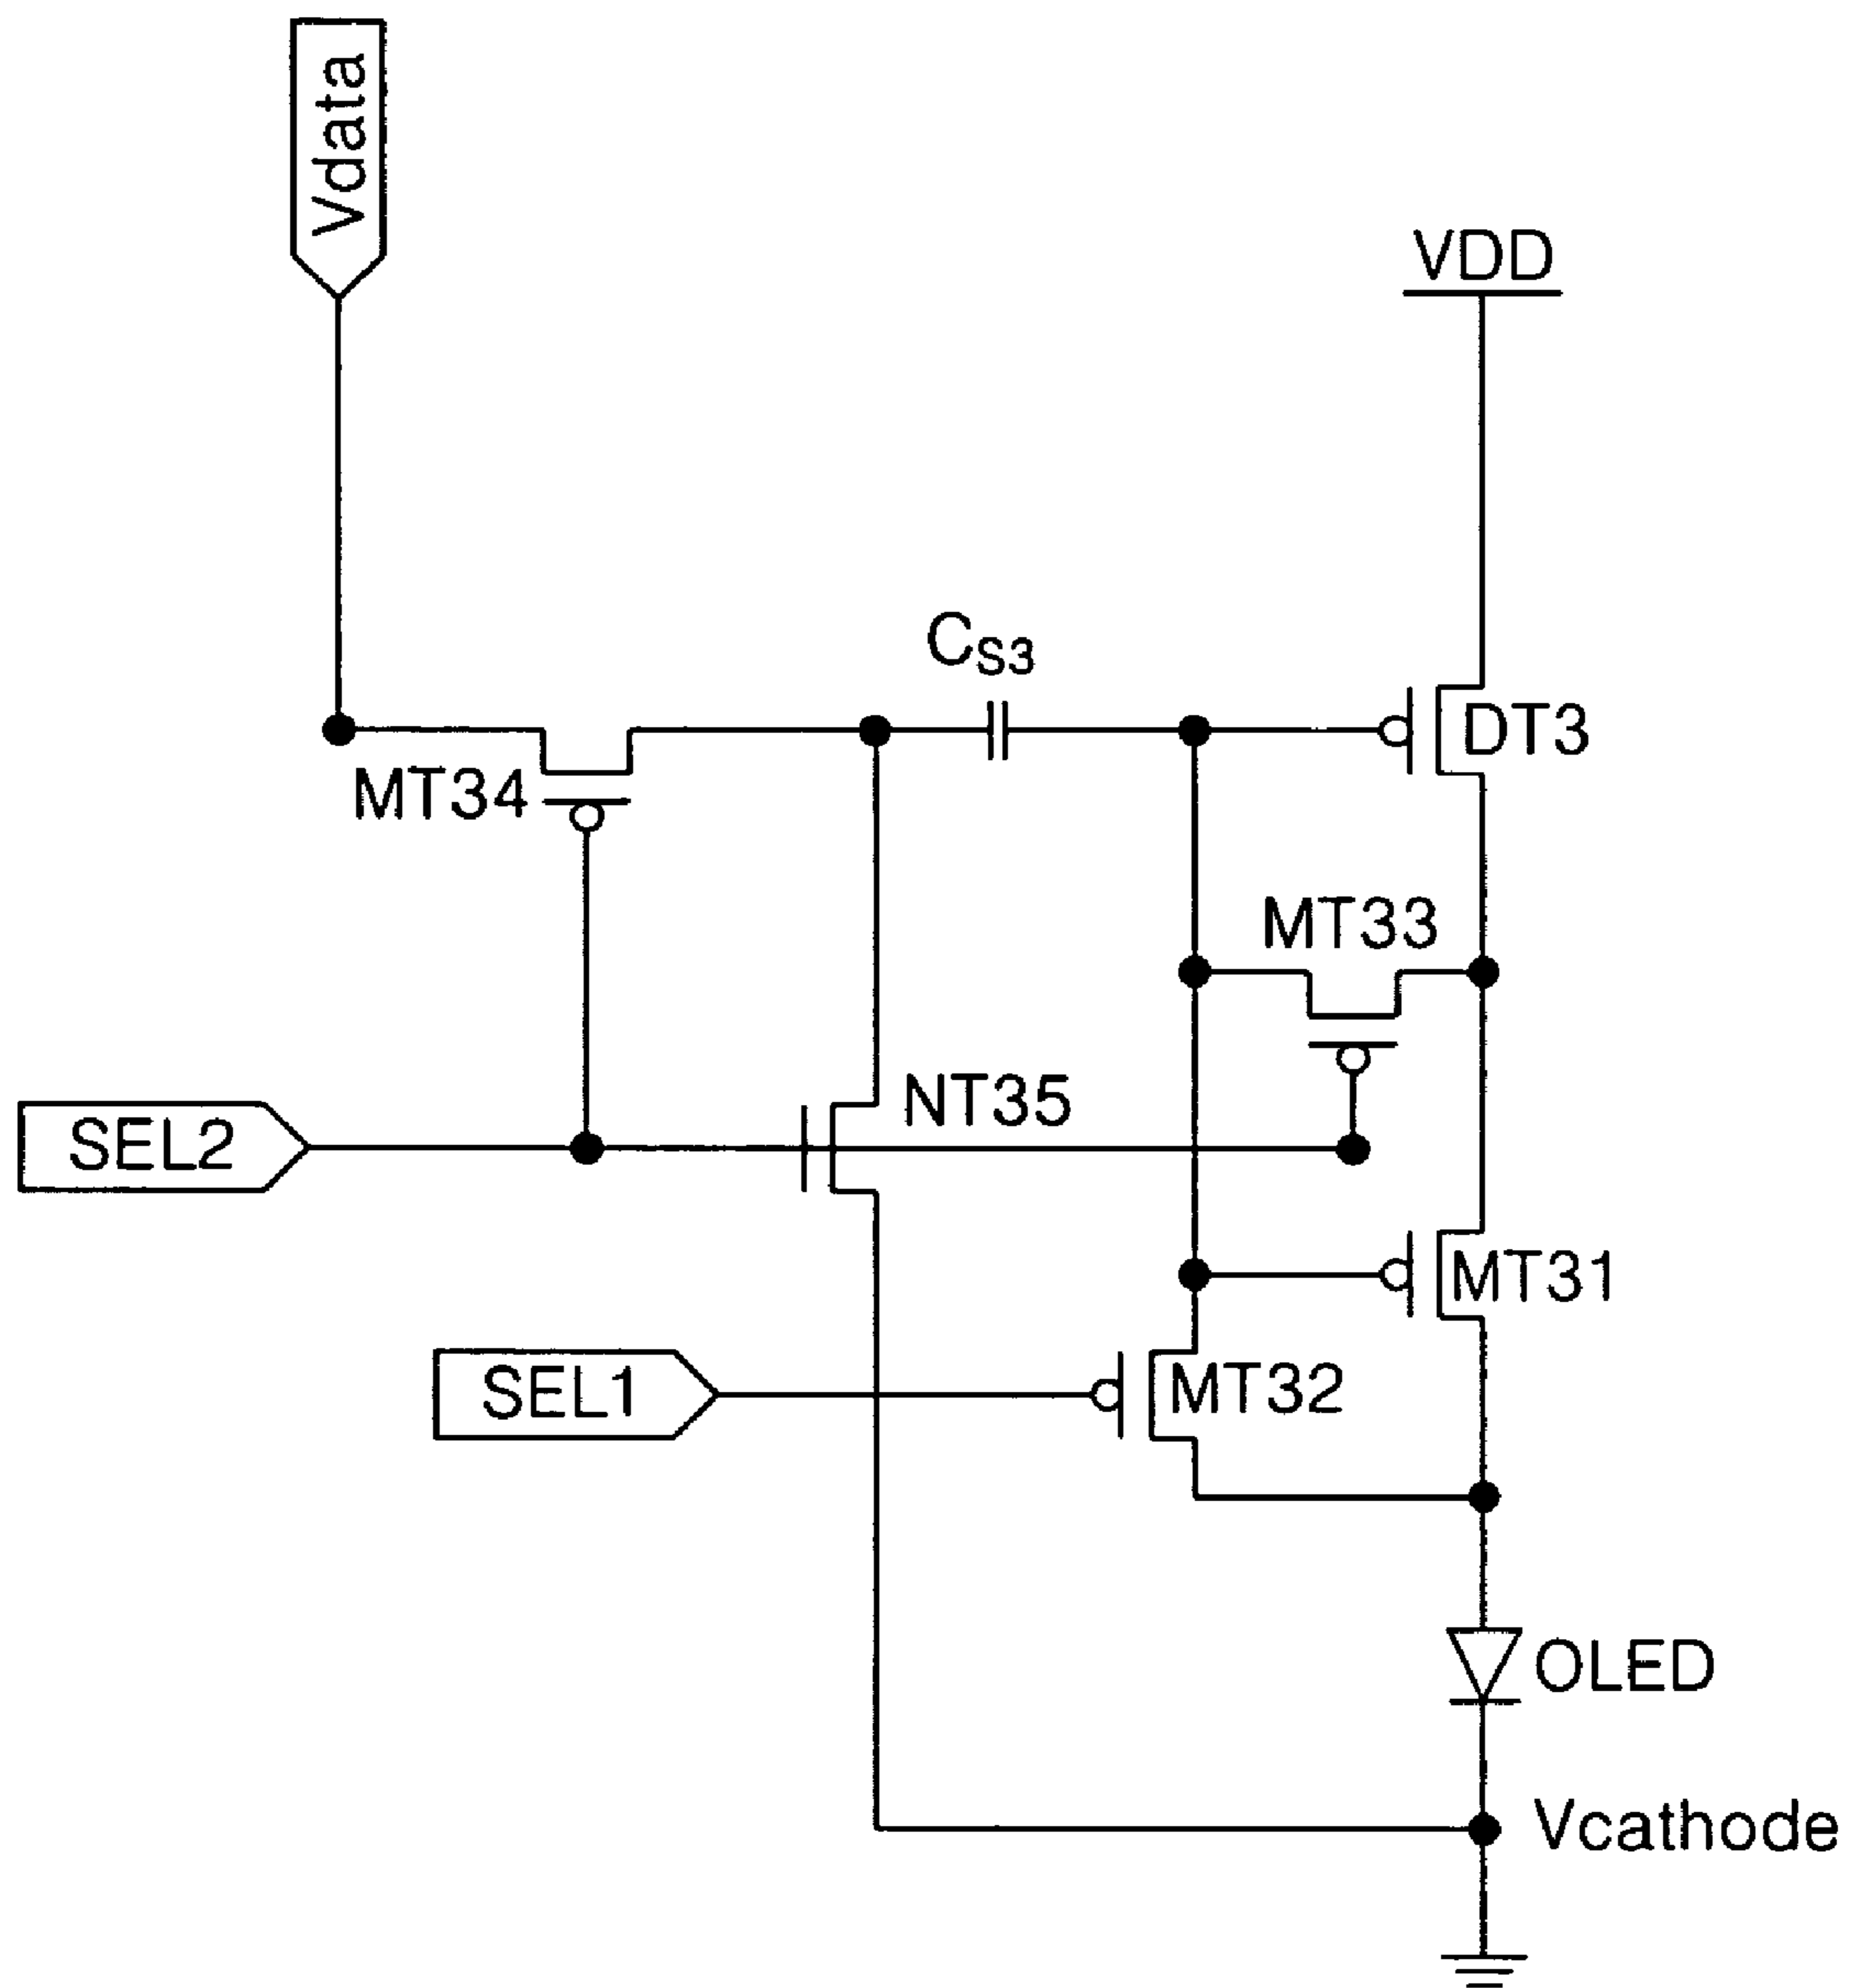 Vdata
VDD
CS3
DT3
MT34
MT33
NT35
SEL2
MT31
SEL1
MT32
OLED
Vcathode